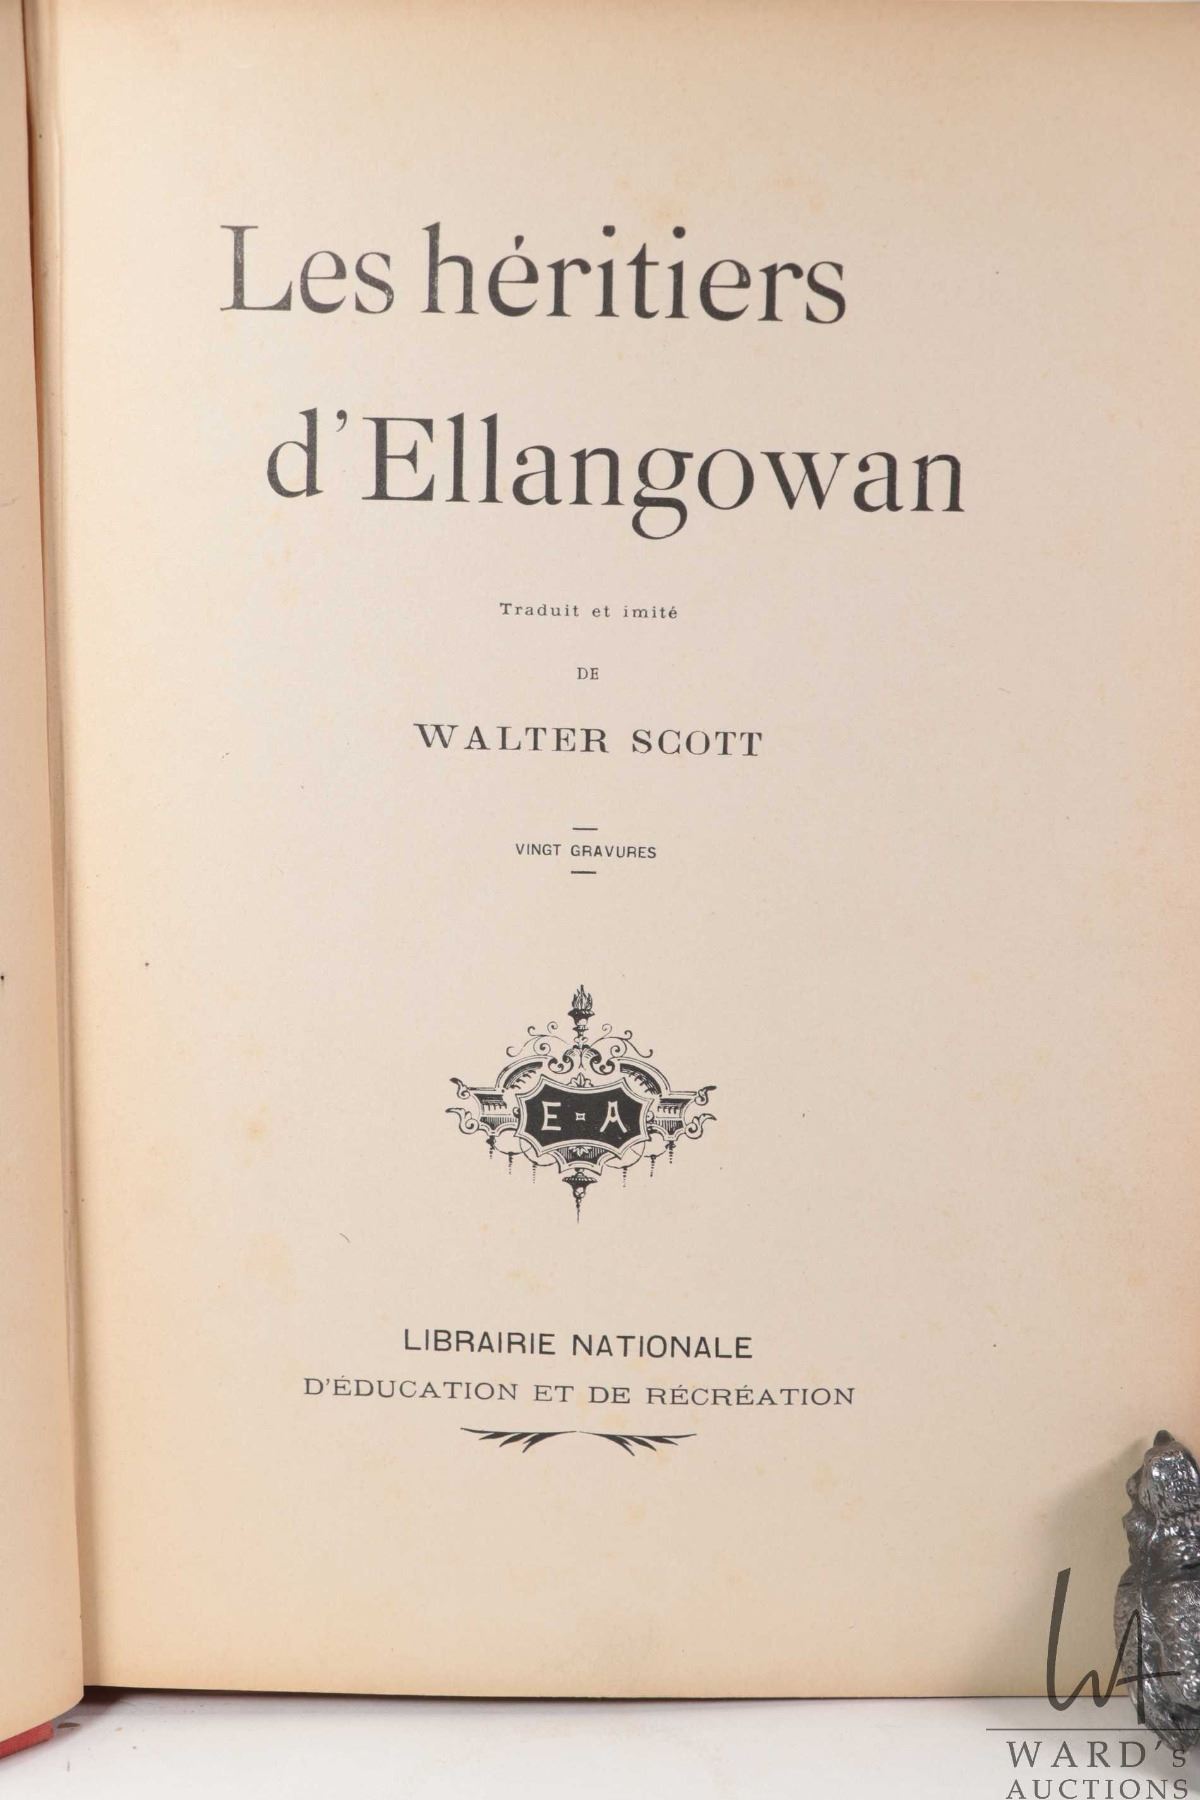 Les héritiers
d'Ellangowan
Traduit et imité
DE
WALTER SCOTT
VINGT GRAVURES
E A
LIBRAIRIE NATIONALE
D'ÉDUCATION ET DE RÉCRÉATION
WA
WARD'S
AUCTIONS